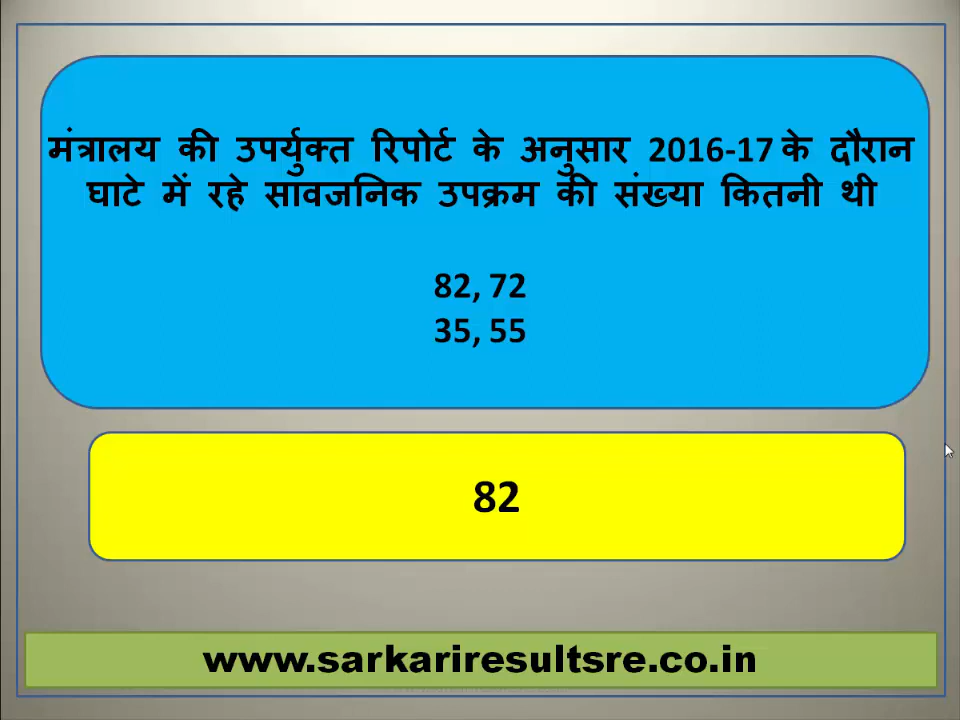 मंत्रालय की उपर्युक्त रिपोर्ट के अनुसार 2016-17 के दौरान
घाटे में रहे सावजनिक उपक्रम की संख्या कितनी थी
82, 72
35, 55
82
www.sarkariresultsre.co.in